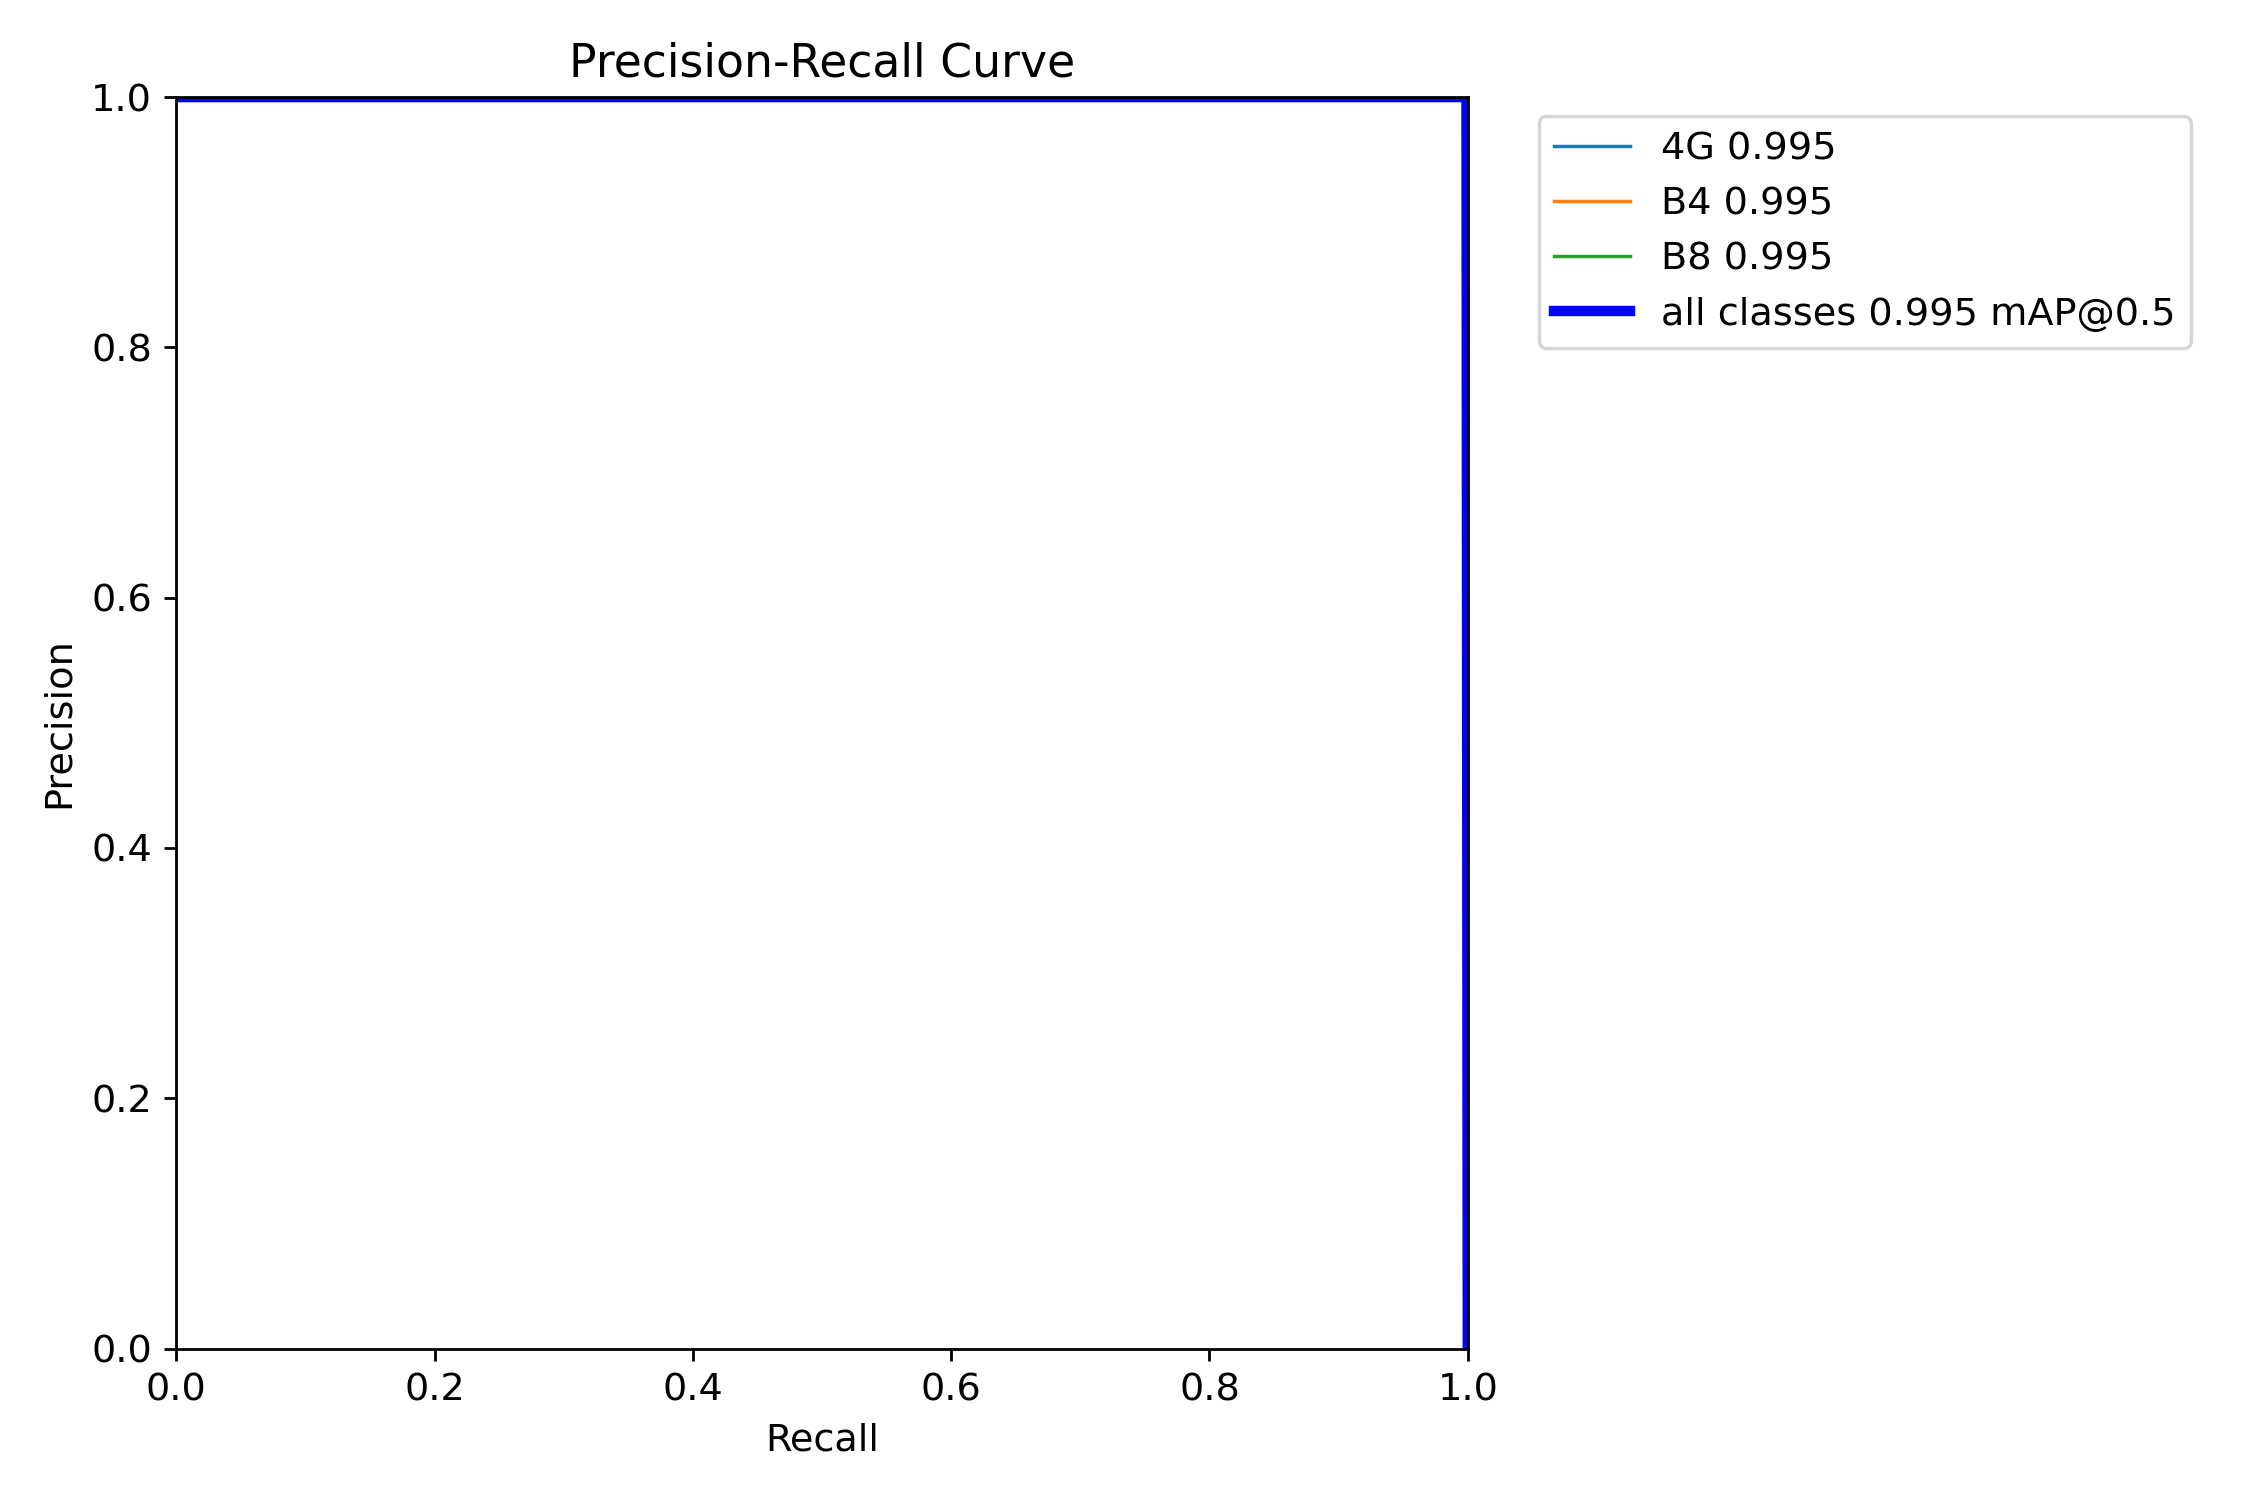 Precision-Recall Curve
1.0
0.8
0.6
0.4
0.2
0.0
Precision
0.0 0.2 0.4 0.6 0.8 1.0
Recall
4G 0.995
B4 0.995
B8 0.995
all classes 0.995 mAP@0.5